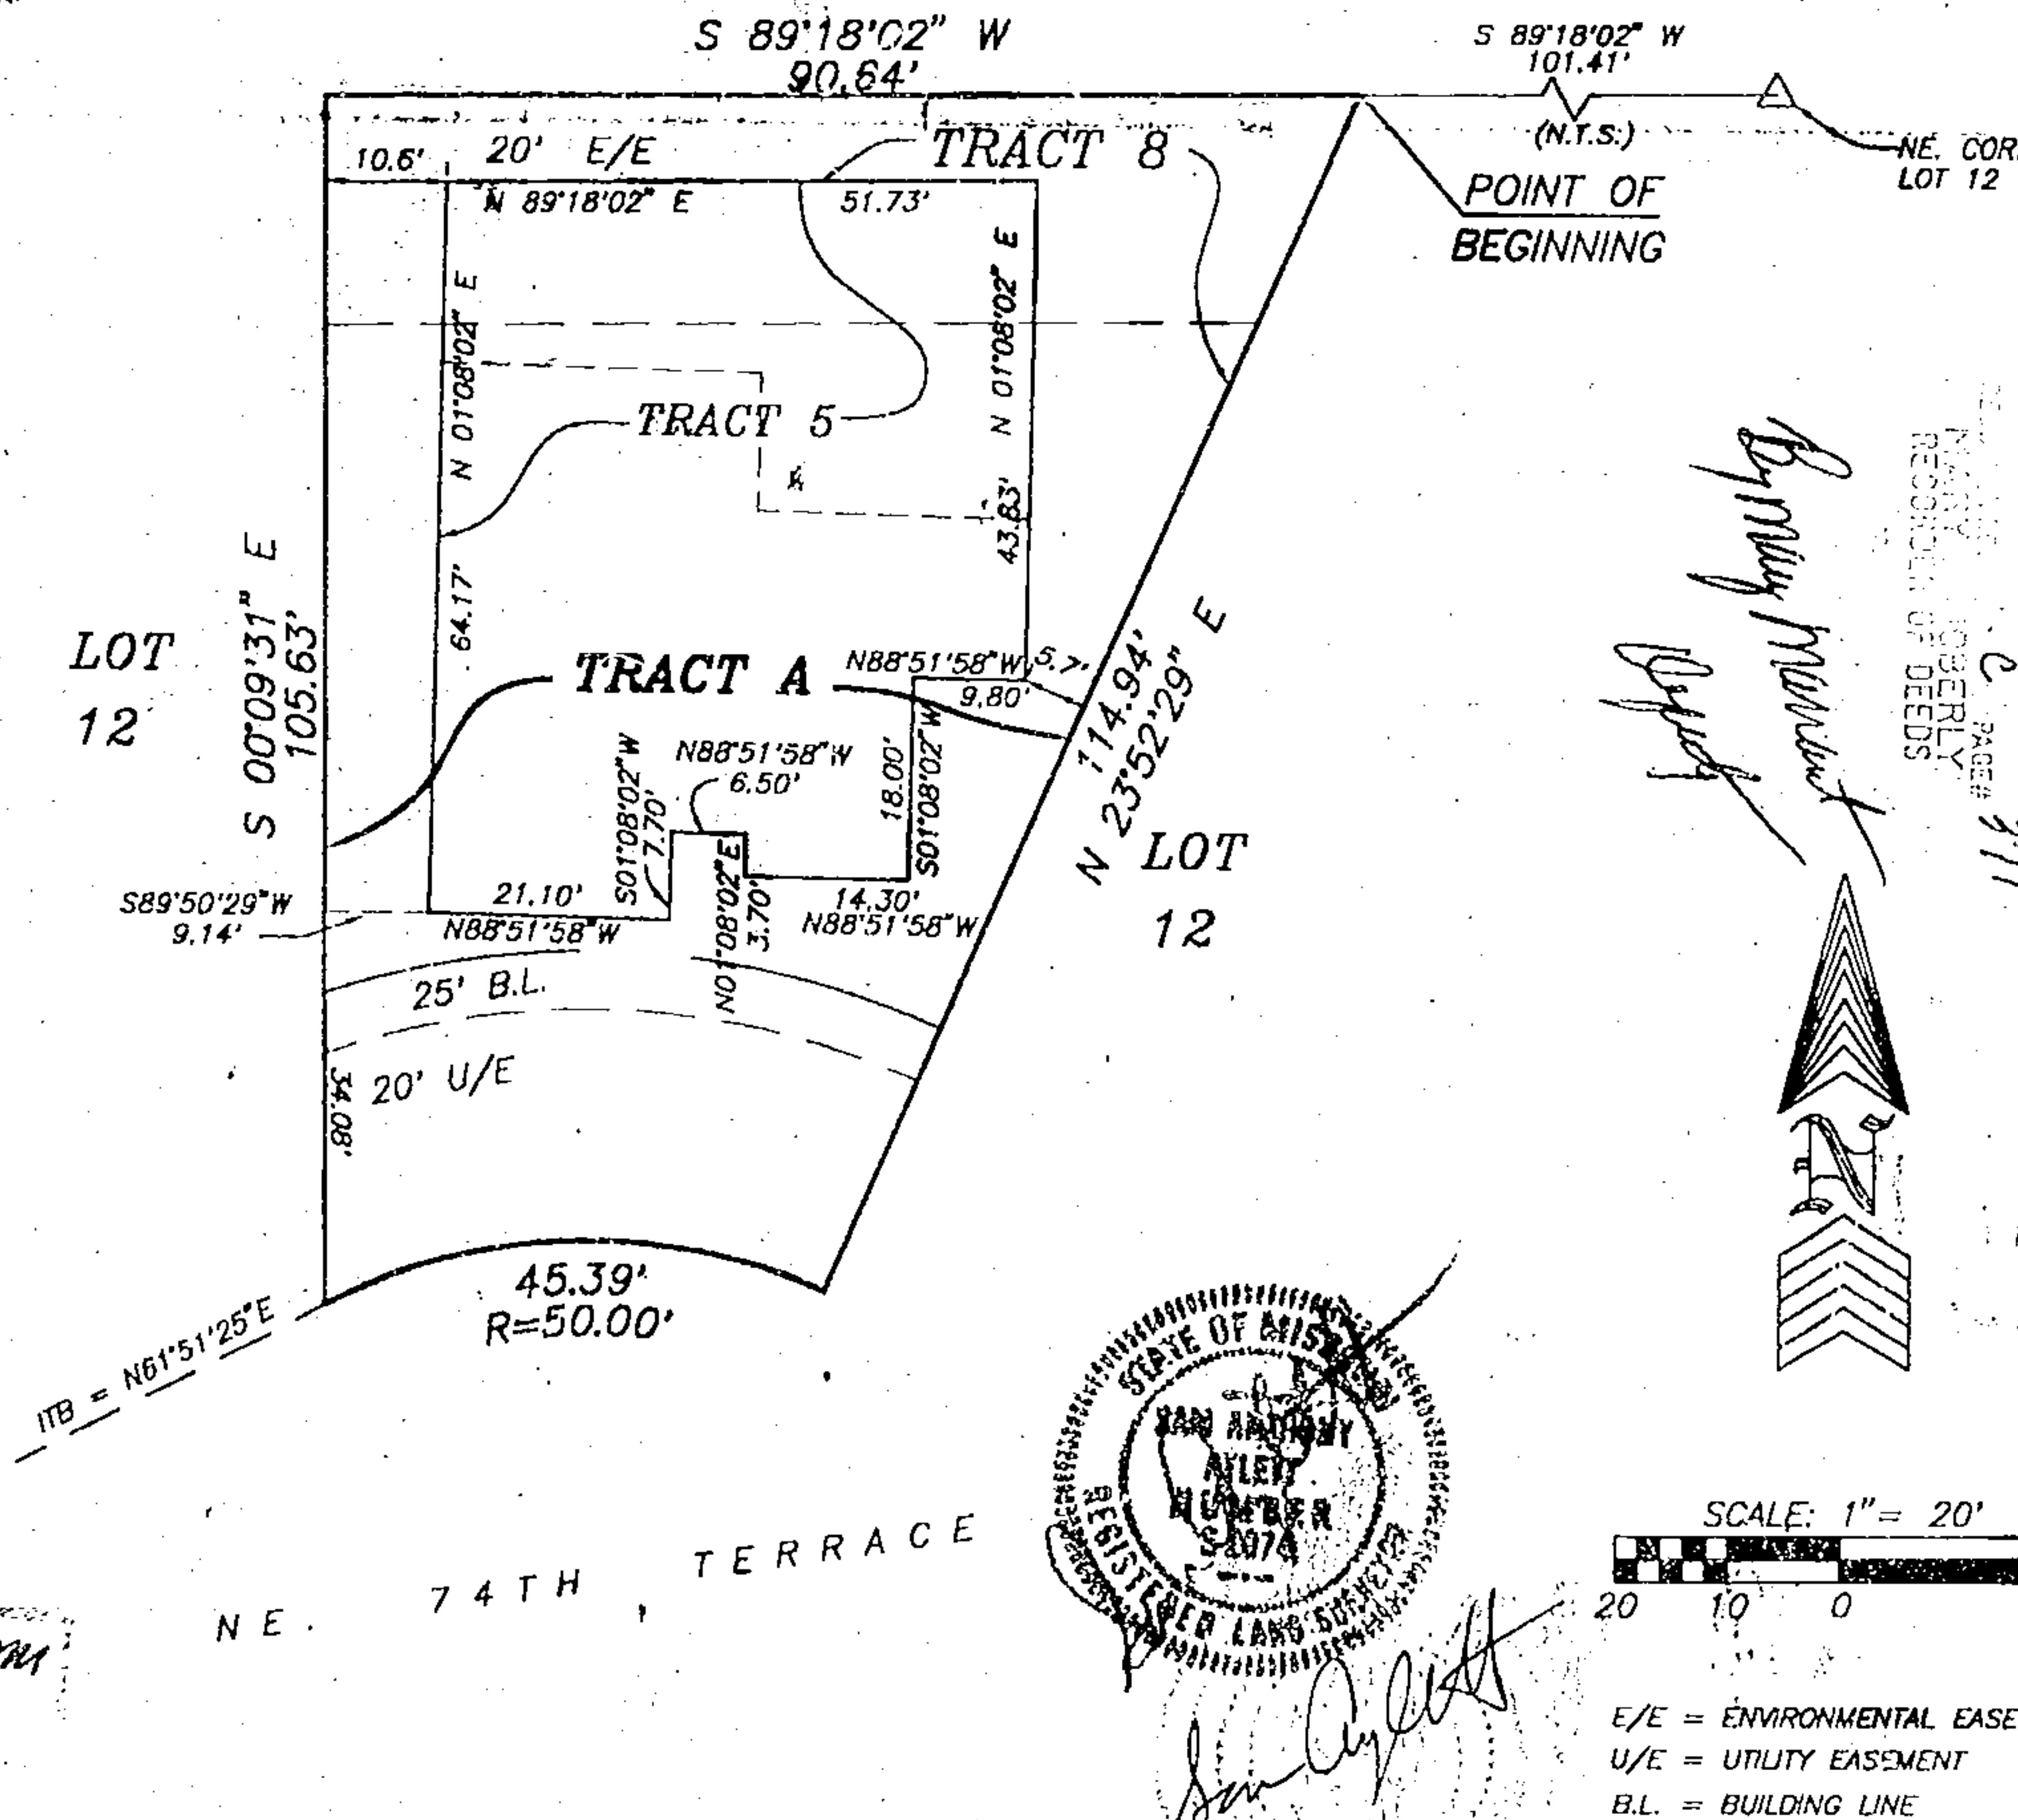 S 89°18'02" W
90.64'
S 89°18'02" W
101.41'
(N.T.S.)
NE. COR.
LOT 12
POINT OF
BEGINNING
10.6'
20' E/E
TRACT 8
N 89°18'02" E
51.73'
N 01°08'02" E
64.17'
N 01°08'02" E
43.83'
TRACT 5
LOT
12
S 00°09'31" E
105.63'
TRACT A
N88°51'58"W
9.80'
5.7'
114.94'
N 23°52'29" E
N88°51'58"W
6.50'
S01°08'02"W
7.70'
18.00'
S01°08'02"W
LOT
12
S89°50'29"W
9.14'
21.10'
N88°51'58"W
N01°08'02"E
3.70'
14.30'
N88°51'58"W
25' B.L.
20' U/E
34.08'
45.39'
R=50.00'
ITB = N61°51'25"E
NE. 74TH TERRACE
RECORDER OF DEEDS
PAGE#
STATE OF
NUMBER
REGISTERED LAND SURVEYOR
SCALE: 1" = 20'
20 10 0
E/E = ENVIRONMENTAL EASE
U/E = UTILITY EASEMENT
B.L. = BUILDING LINE